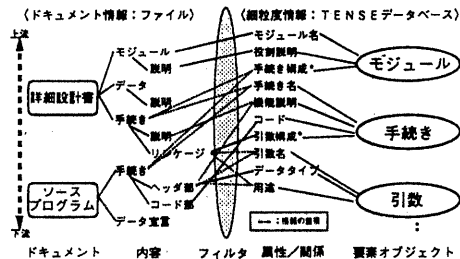 〈ドキュメント情報：ファイル〉
〈細粒度情報：TENSEデータベース〉
上流
モジュール
説明
データ
説明
手続き
説明
リンケージ
詳細設計書
手続き
ヘッダ部
コード部
データ宣言
ソース
プログラム
下流
モジュール名
役割説明
手続き構成*
手続き名
機能説明
コード
引数構成*
引数名
データタイプ
用途
モジュール
手続き
引数
：
ドキュメント
内容
フィルタ
属性／関係
要素オブジェクト